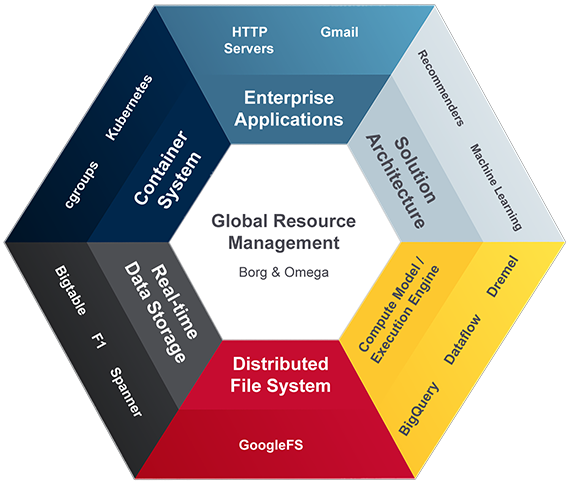 HTTP
Servers
Gmail
Enterprise
Applications
Recommenders
Machine Learning
Solution
Architecture
Kubernetes
cgroups
Container
System
Global Resource
Management
Borg & Omega
Compute Model /
Execution Engine
Dremel
Dataflow
BigQuery
Real-time
Data Storage
Bigtable
F1
Spanner
Distributed
File System
GoogleFS